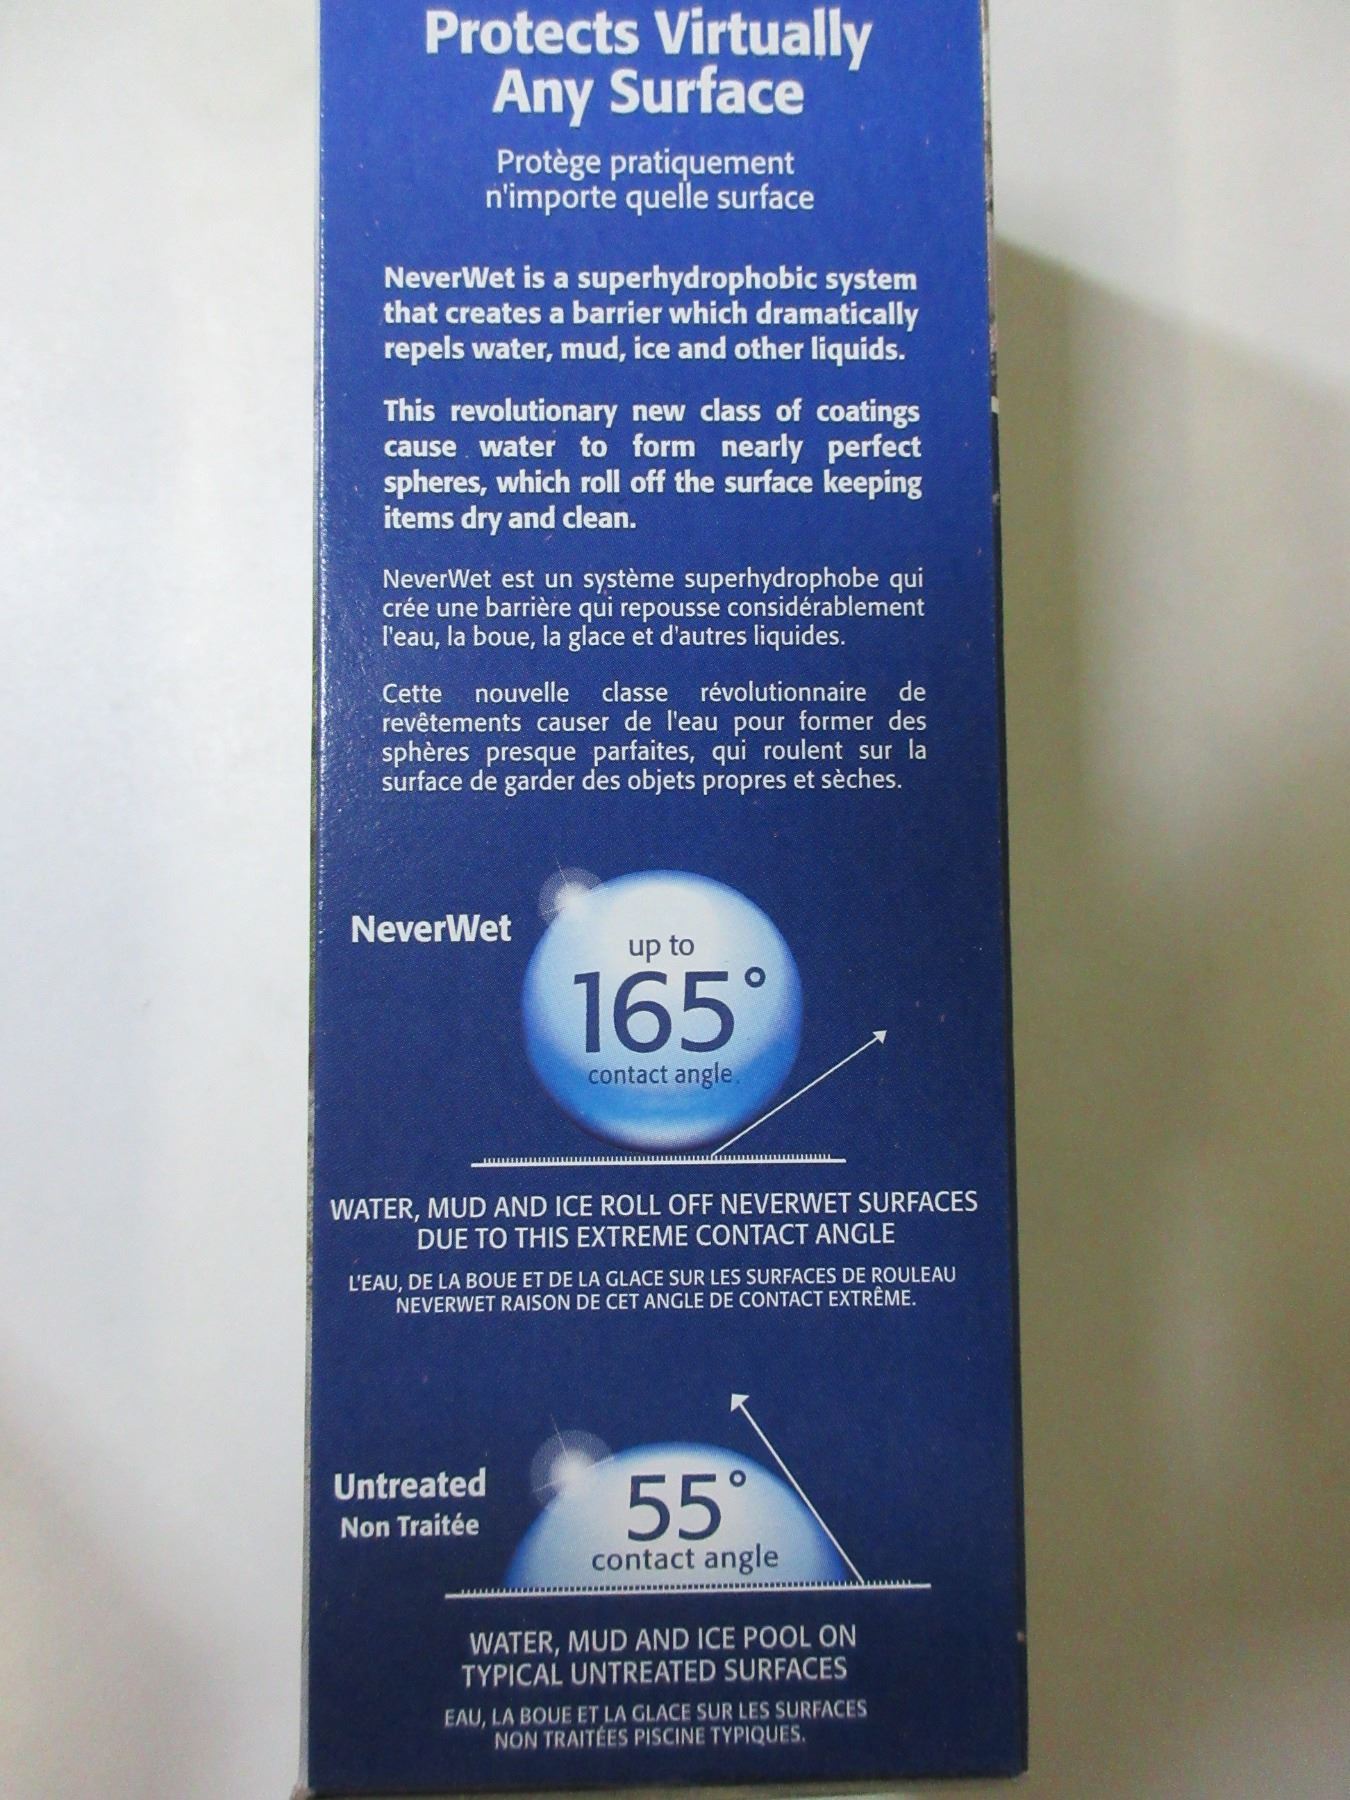 Protects Virtually
Any Surface
Protège pratiquement
n'importe quelle surface
NeverWet is a superhydrophobic system
that creates a barrier which dramatically
repels water, mud, ice and other liquids.
This revolutionary new class of coatings
cause water to form nearly perfect
spheres, which roll off the surface keeping
items dry and clean.
NeverWet est un système superhydrophobe qui
crée une barrière qui repousse considérablement
l'eau, la boue, la glace et d'autres liquides.
Cette nouvelle classe révolutionnaire de
revêtements causer de l'eau pour former des
sphères presque parfaites, qui roulent sur la
surface de garder des objets propres et sèches.
NeverWet
up to
165°
contact angle.
WATER, MUD AND ICE ROLL OFF NEVERWET SURFACES
DUE TO THIS EXTREME CONTACT ANGLE
L'EAU, DE LA BOUE ET DE LA GLACE SUR LES SURFACES DE ROULEAU
NEVERWET RAISON DE CET ANGLE DE CONTACT EXTRÊME.
Untreated
Non Traitée
55°
contact angle
WATER, MUD AND ICE POOL ON
TYPICAL UNTREATED SURFACES
EAU, LA BOUE ET LA GLACE SUR LES SURFACES
NON TRAITÉES PISCINE TYPIQUES.